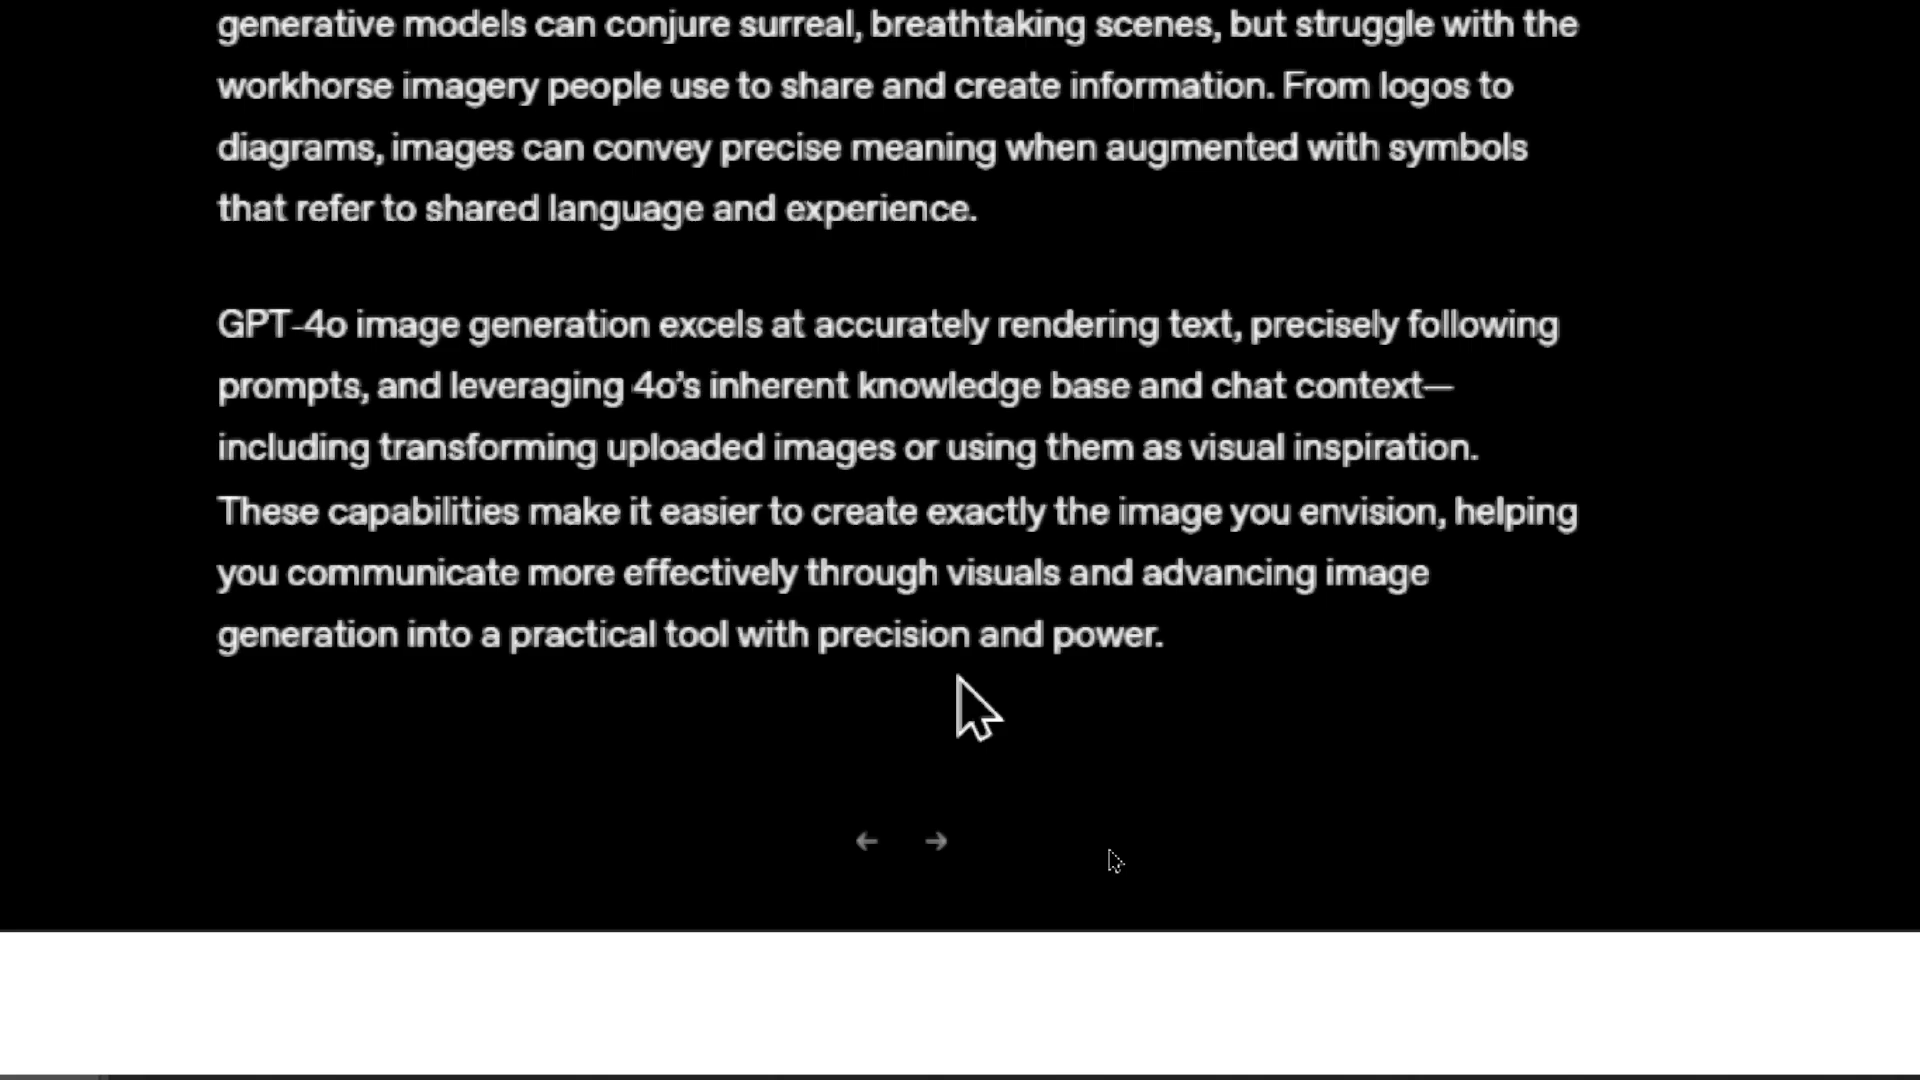 generative models can conjure surreal, breathtaking scenes, but struggle with the
workhorse imagery people use to share and create information. From logos to
diagrams, images can convey precise meaning when augmented with symbols
that refer to shared language and experience.
GPT-4o image generation excels at accurately rendering text, precisely following
prompts, and leveraging 4o’s inherent knowledge base and chat context—
including transforming uploaded images or using them as visual inspiration.
These capabilities make it easier to create exactly the image you envision, helping
you communicate more effectively through visuals and advancing image
generation into a practical tool with precision and power.